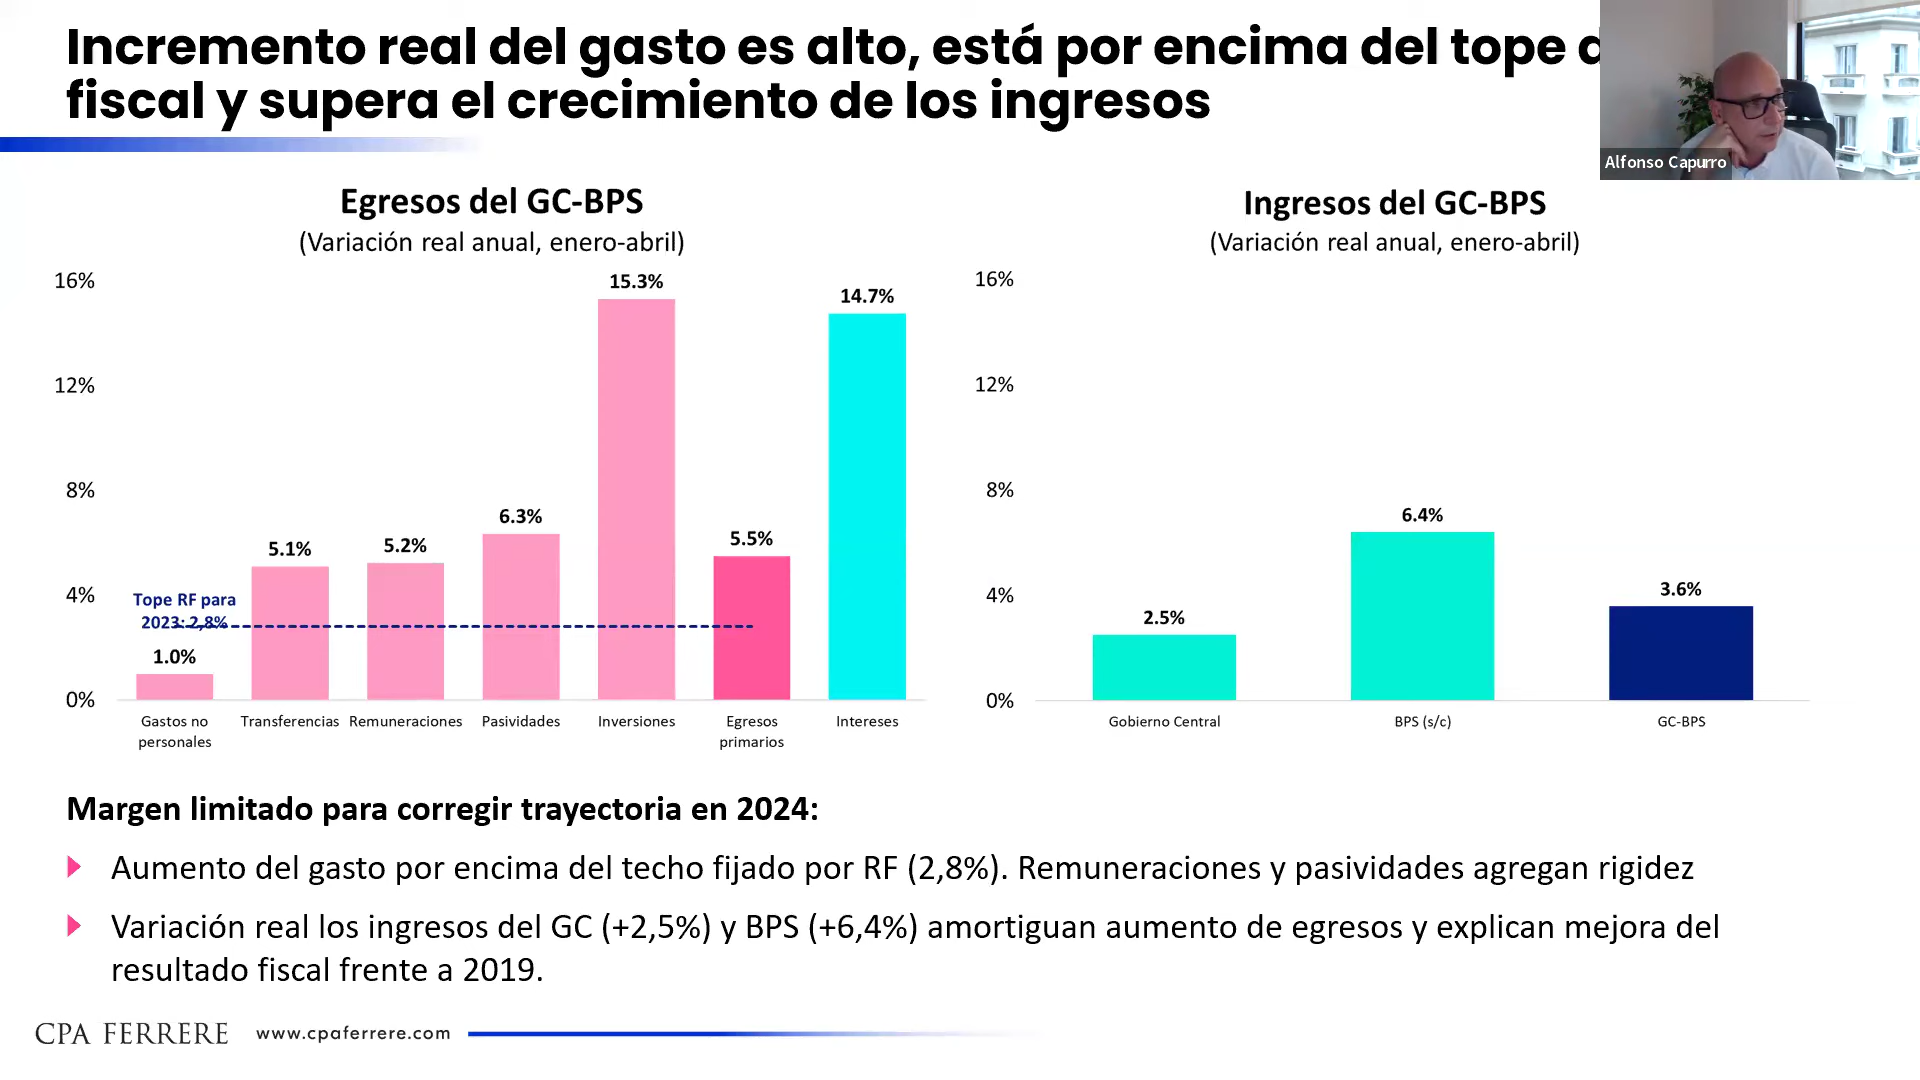 Incremento real del gasto es alto, está por encima del tope
fiscal y supera el crecimiento de los ingresos
Alfonso Capurro
Egresos del GC-BPS
(Variación real anual, enero-abril)
16%
12%
8%
4%
0%
Tope RF para
2023: 2,8%
1.0%
5.1%
5.2%
6.3%
15.3%
5.5%
14.7%
Gastos no
personales
Transferencias
Remuneraciones
Pasividades
Inversiones
Egresos
primarios
Intereses
Ingresos del GC-BPS
(Variación real anual, enero-abril)
16%
12%
8%
4%
0%
2.5%
6.4%
3.6%
Gobierno Central
BPS (s/c)
GC-BPS
Margen limitado para corregir trayectoria en 2024:
Aumento del gasto por encima del techo fijado por RF (2,8%). Remuneraciones y pasividades agregan rigidez
Variación real los ingresos del GC (+2,5%) y BPS (+6,4%) amortiguan aumento de egresos y explican mejora del
resultado fiscal frente a 2019.
CPA FERRERE
www.cpaferrere.com